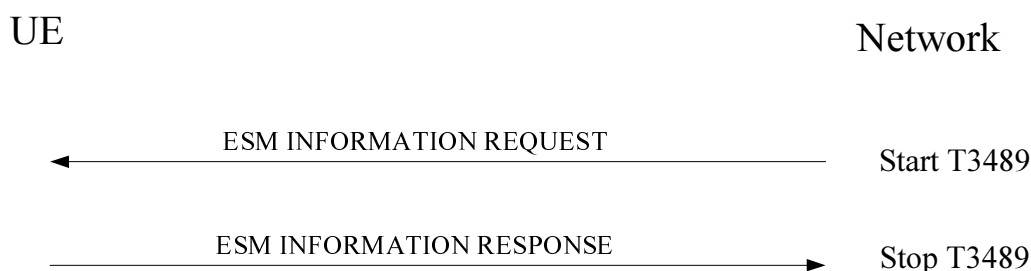 UE
Network
ESM INFORMATION REQUEST
Start T3489
ESM INFORMATION RESPONSE
Stop T3489